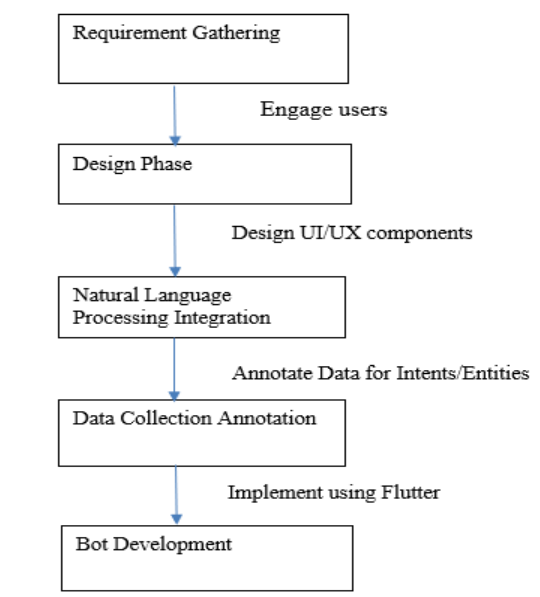 Requirement Gathering
Engage users
Design Phase
Design UI/UX components
Natural Language
Processing Integration
Annotate Data for Intents/Entities
Data Collection Annotation
Implement using Flutter
Bot Development